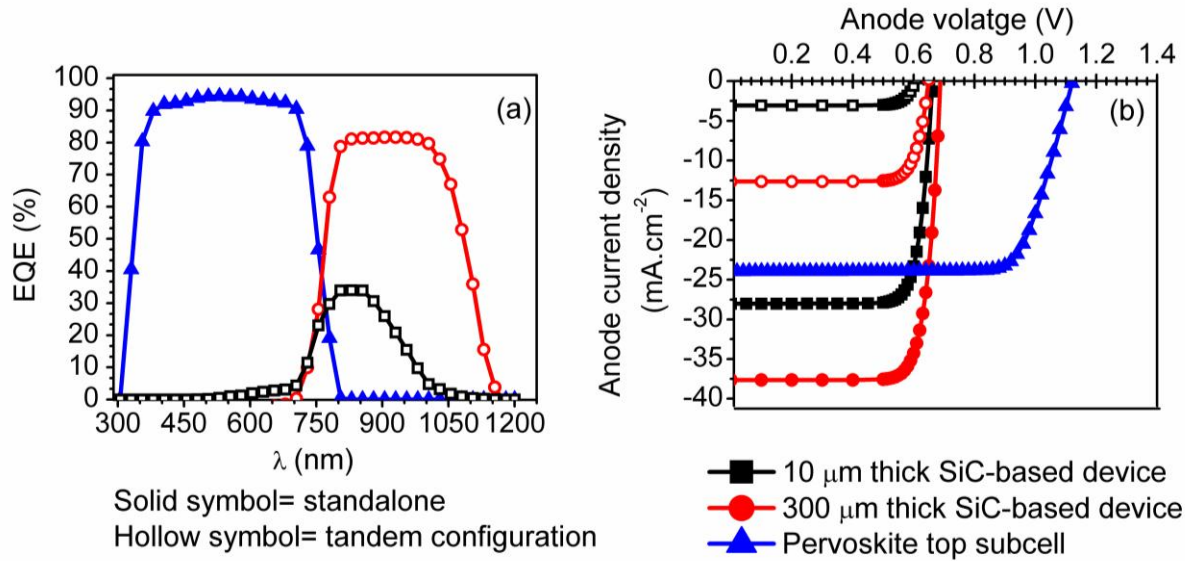 (a)
EQE (%)
100
90
80
70
60
50
40
30
20
10
0
300 450 600 750 900 1050 1200
λ (nm)
Solid symbol= standalone
Hollow symbol= tandem configuration
Anode volatge (V)
0.2 0.4 0.6 0.8 1.0 1.2 1.4
(b)
Anode current density
(mA.cm-2)
0
-5
-10
-15
-20
-25
-30
-35
-40
10 μm thick SiC-based device
300 μm thick SiC-based device
Pervoskite top subcell